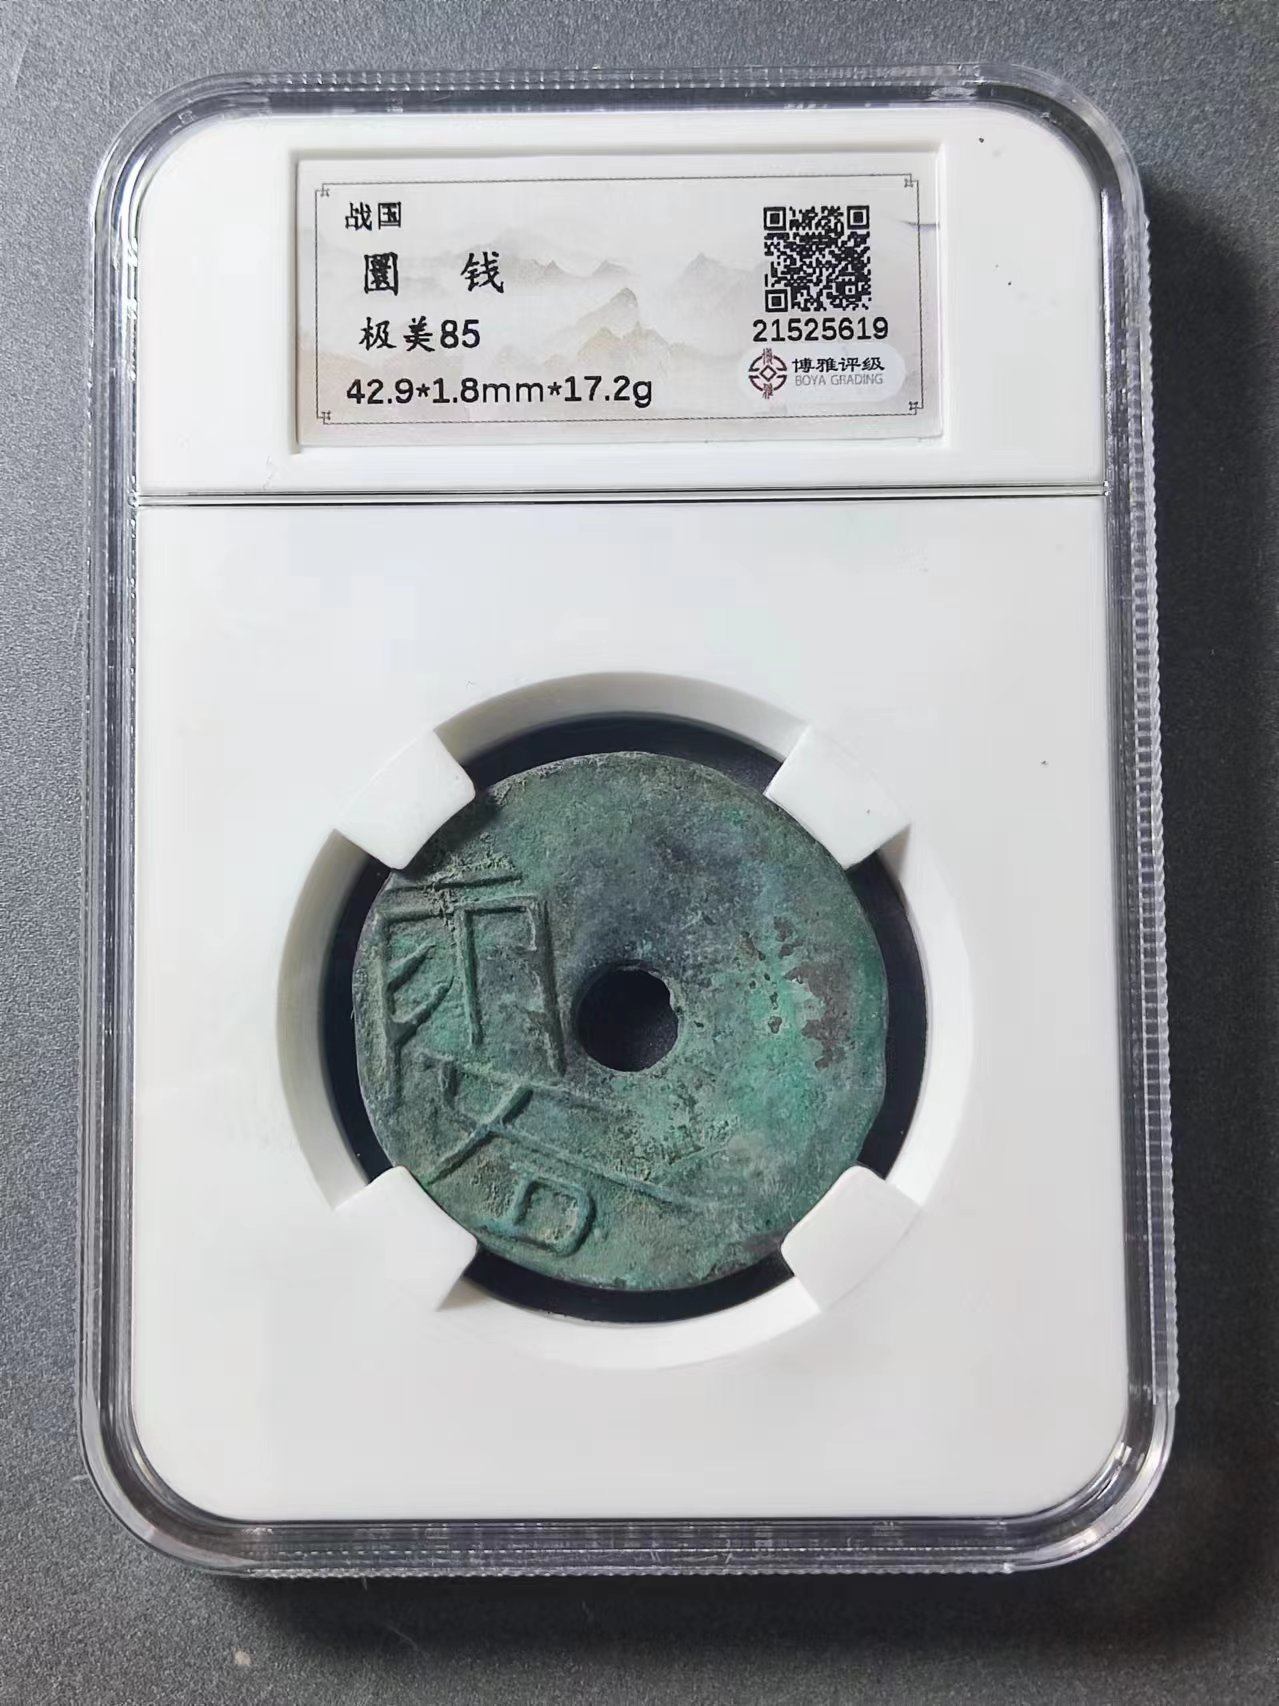 战国
圜 钱
极美85
42.9*1.8mm*17.2g
21525619
博雅评级
BOYA GRADING